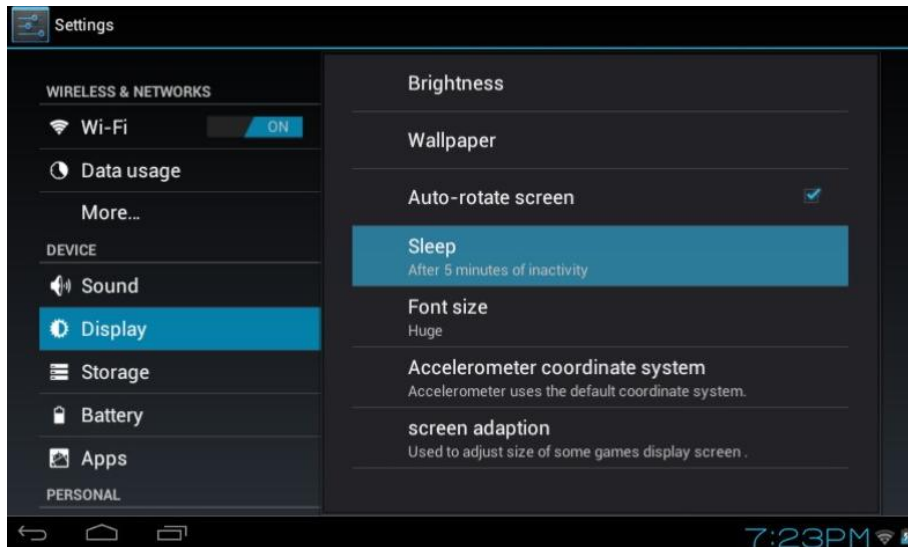 Settings
WIRELESS & NETWORKS
Wi-Fi
ON
Data usage
More...
DEVICE
Sound
Display
Storage
Battery
Apps
PERSONAL
Brightness
Wallpaper
Auto-rotate screen
Sleep
After 5 minutes of inactivity
Font size
Huge
Accelerometer coordinate system
Accelerometer uses the default coordinate system.
screen adaption
Used to adjust size of some games display screen .
7:23PM